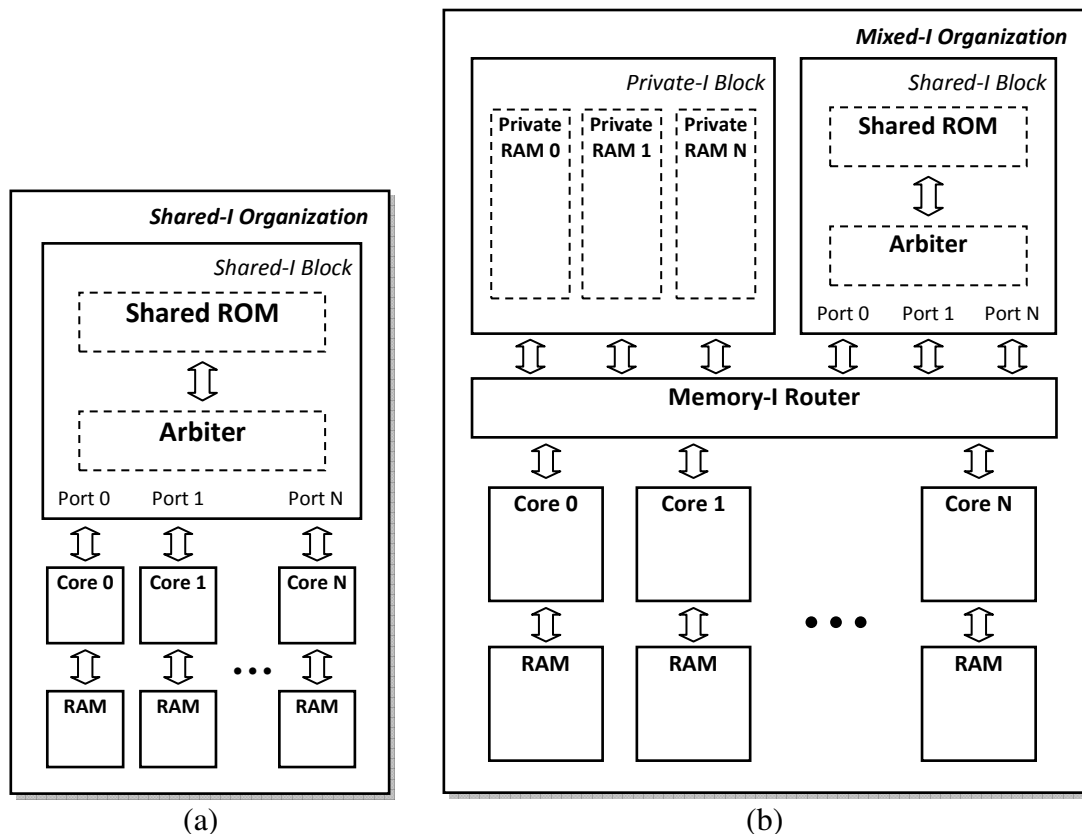 Shared-I Organization
Shared-I Block
Shared ROM
Arbiter
Port 0 Port 1 Port N
Core 0 Core 1 Core N
RAM RAM RAM
(a)
Mixed-I Organization
Private-I Block
Private RAM 0
Private RAM 1
Private RAM N
Shared-I Block
Shared ROM
Arbiter
Port 0 Port 1 Port N
Memory-I Router
Core 0 Core 1 Core N
RAM RAM RAM
(b)